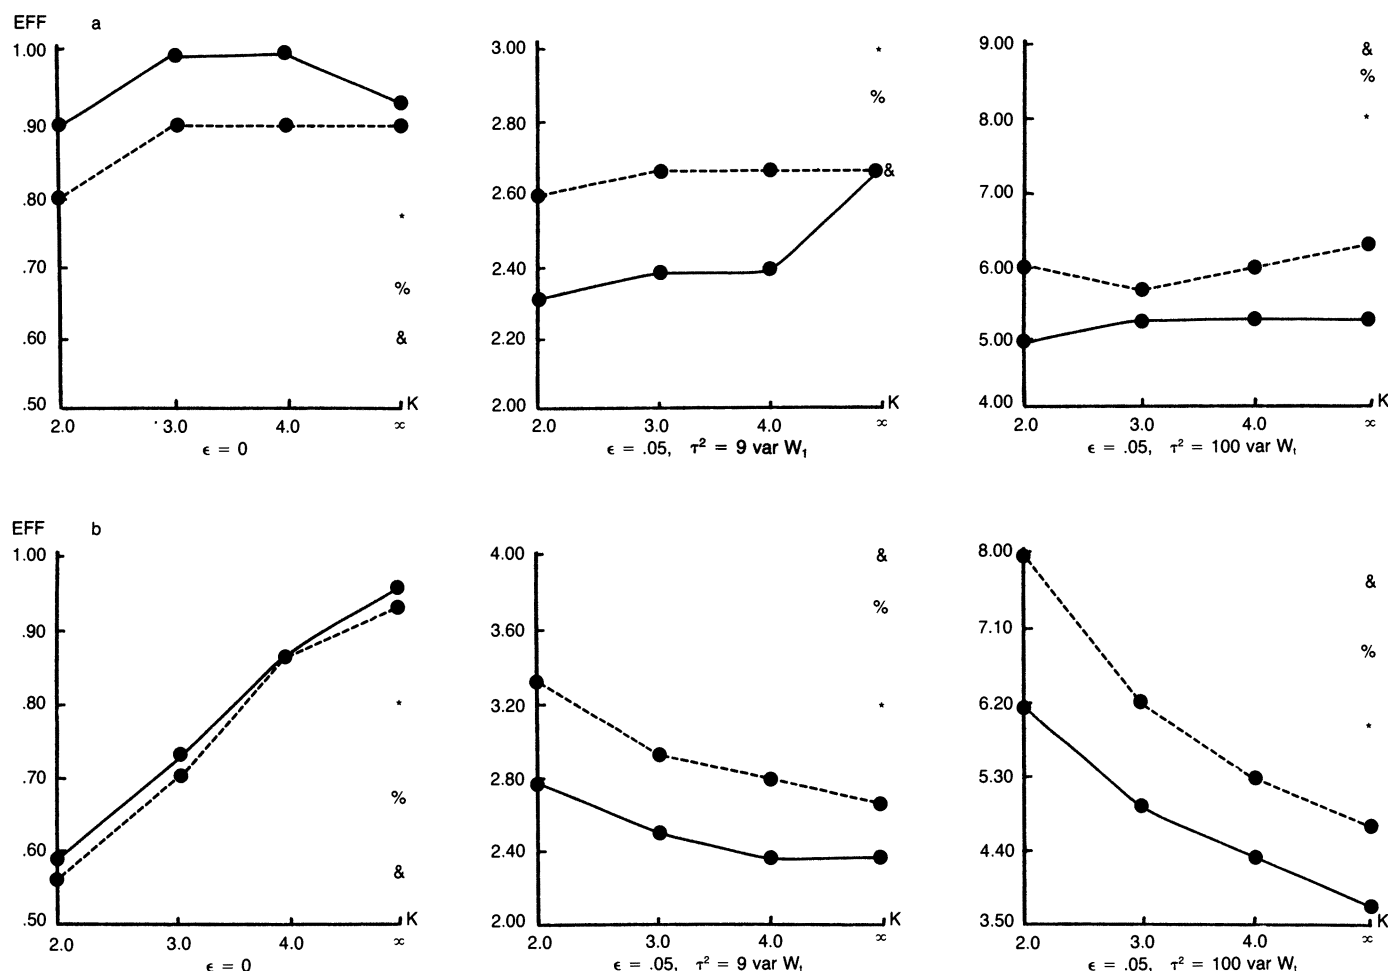 EFF a
1.00
.90
.80
.70
.60
.50
*
%
&
K
2.0 3.0 4.0 ∝
ϵ = 0
3.00
2.80
2.60
2.40
2.20
2.00
*
%
&
K
2.0 3.0 4.0 ∝
ϵ = .05, τ² = 9 var W₁
9.00
8.00
7.00
6.00
5.00
4.00
&
%
*
K
2.0 3.0 4.0 ∝
ϵ = .05, τ² = 100 var Wₜ
EFF b
1.00
.90
.80
.70
.60
.50
*
%
&
K
2.0 3.0 4.0 ∝
ϵ = 0
4.00
3.60
3.20
2.80
2.40
2.00
&
%
*
K
2.0 3.0 4.0 ∝
ϵ = .05, τ² = 9 var W₁
8.00
7.10
6.20
5.30
4.40
3.50
&
%
*
K
2.0 3.0 4.0 ∝
ϵ = .05, τ² = 100 var Wₜ